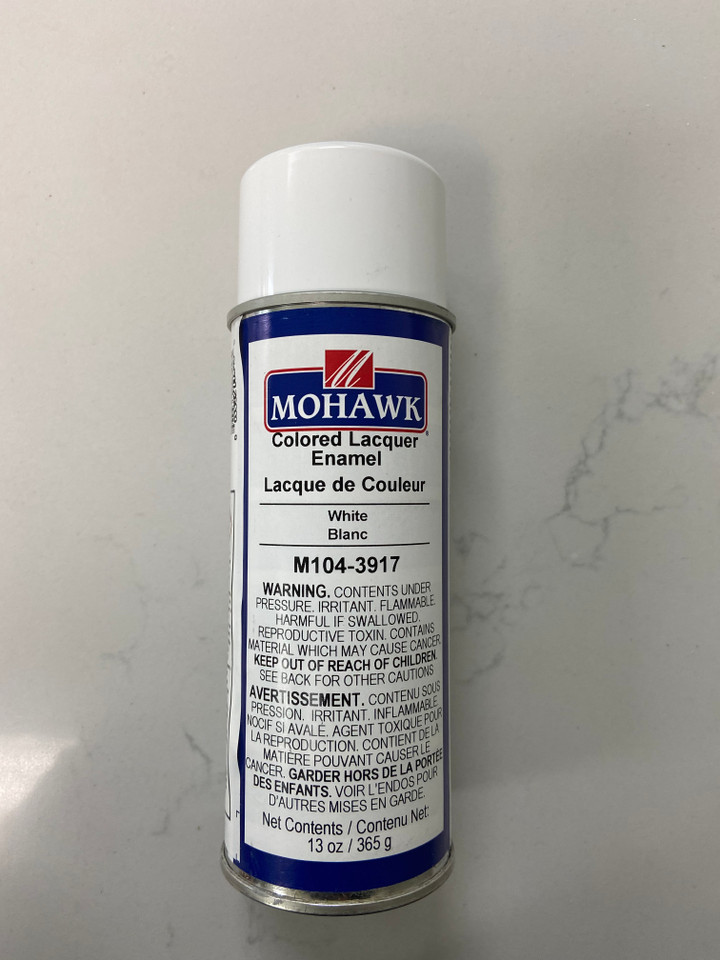 MOHAWK
Colored Lacquer
Enamel
Lacque de Couleur
White
Blanc
M104-3917
WARNING. CONTENTS UNDER
PRESSURE. IRRITANT. FLAMMABLE.
HARMFUL IF SWALLOWED.
REPRODUCTIVE TOXIN. CONTAINS
MATERIAL WHICH MAY CAUSE CANCER.
KEEP OUT OF REACH OF CHILDREN.
SEE BACK FOR OTHER CAUTIONS
AVERTISSEMENT. CONTENU SOUS
PRESSION. IRRITANT. INFLAMMABLE.
NOCIF SI AVALÉ. AGENT TOXIQUE POUR
LA REPRODUCTION. CONTIENT DE LA
MATIÈRE POUVANT CAUSER LE
CANCER. GARDER HORS DE LA PORTÉE
DES ENFANTS. VOIR L'ENDOS POUR
D'AUTRES MISES EN GARDE.
Net Contents / Contenu Net:
13 oz / 365 g